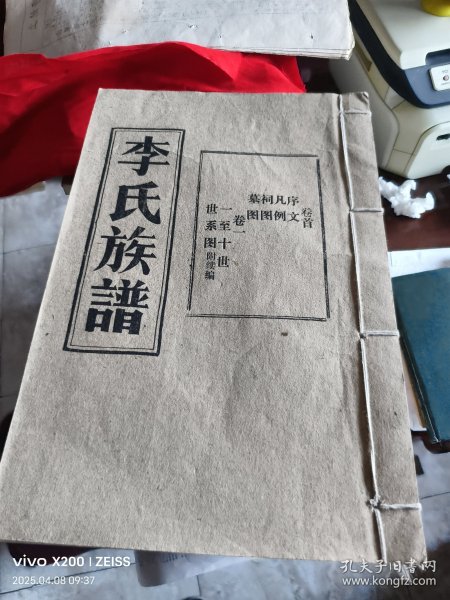 李氏族譜
卷首
序文
凡例
祠图
墓图
卷一
一至十世
世系图附续编
vivo X200 | ZEISS
2025.04.08 09:37
孔夫子旧书网
www.kongfz.com